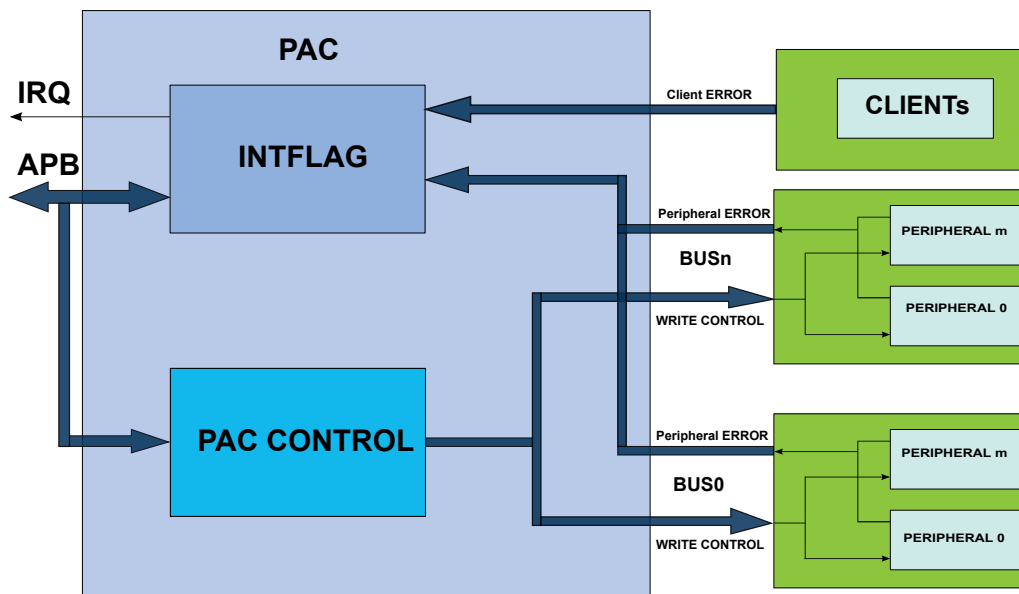 PAC
IRQ
INTFLAG
APB
PAC CONTROL
Client ERROR
CLIENTs
Peripheral ERROR
BUSn
WRITE CONTROL
PERIPHERAL m
PERIPHERAL 0
Peripheral ERROR
BUS0
WRITE CONTROL
PERIPHERAL m
PERIPHERAL 0